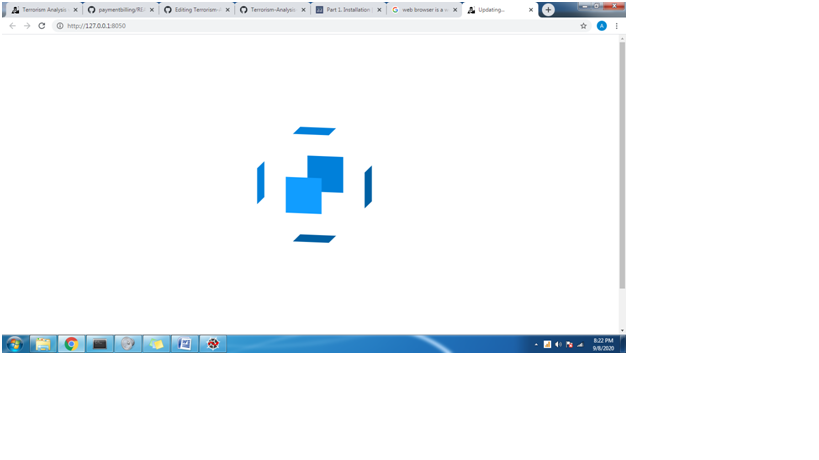 Terrorism Analysis
paymentbilling/RE
Editing Terrorism-
Terrorism-Analysis
Part 1. Installation
web browser is a
Updating...
http://127.0.0.1:8050
A
8:22 PM
9/8/2020